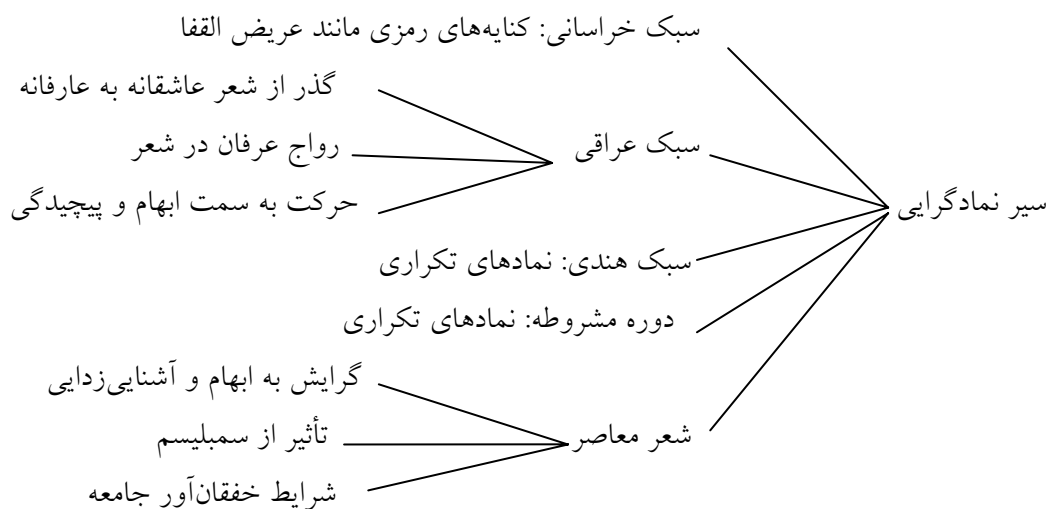 سبک خراسانی: کنایه‌های رمزی مانند عریض القفا
گذر از شعر عاشقانه به عارفانه
سبک عراقی
رواج عرفان در شعر
حرکت به سمت ابهام و پیچیدگی
سیر نمادگرایی
سبک هندی: نمادهای تکراری
دوره مشروطه: نمادهای تکراری
گرایش به ابهام و آشنایی‌زدایی
شعر معاصر
تأثیر از سمبلیسم
شرایط خفقان‌آور جامعه